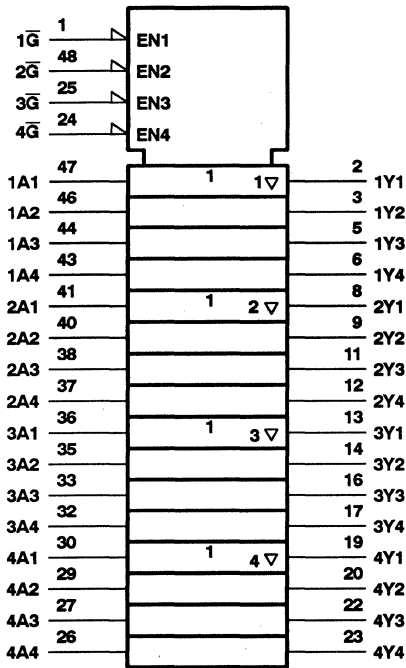 1G̅ 1 EN1
2G̅ 48 EN2
3G̅ 25 EN3
4G̅ 24 EN4
1A1 47 1 1▽ 2 1Y1
1A2 46 3 1Y2
1A3 44 5 1Y3
1A4 43 6 1Y4
2A1 41 1 2▽ 8 2Y1
2A2 40 9 2Y2
2A3 38 11 2Y3
2A4 37 12 2Y4
3A1 36 1 3▽ 13 3Y1
3A2 35 14 3Y2
3A3 33 16 3Y3
3A4 32 17 3Y4
4A1 30 1 4▽ 19 4Y1
4A2 29 20 4Y2
4A3 27 22 4Y3
4A4 26 23 4Y4